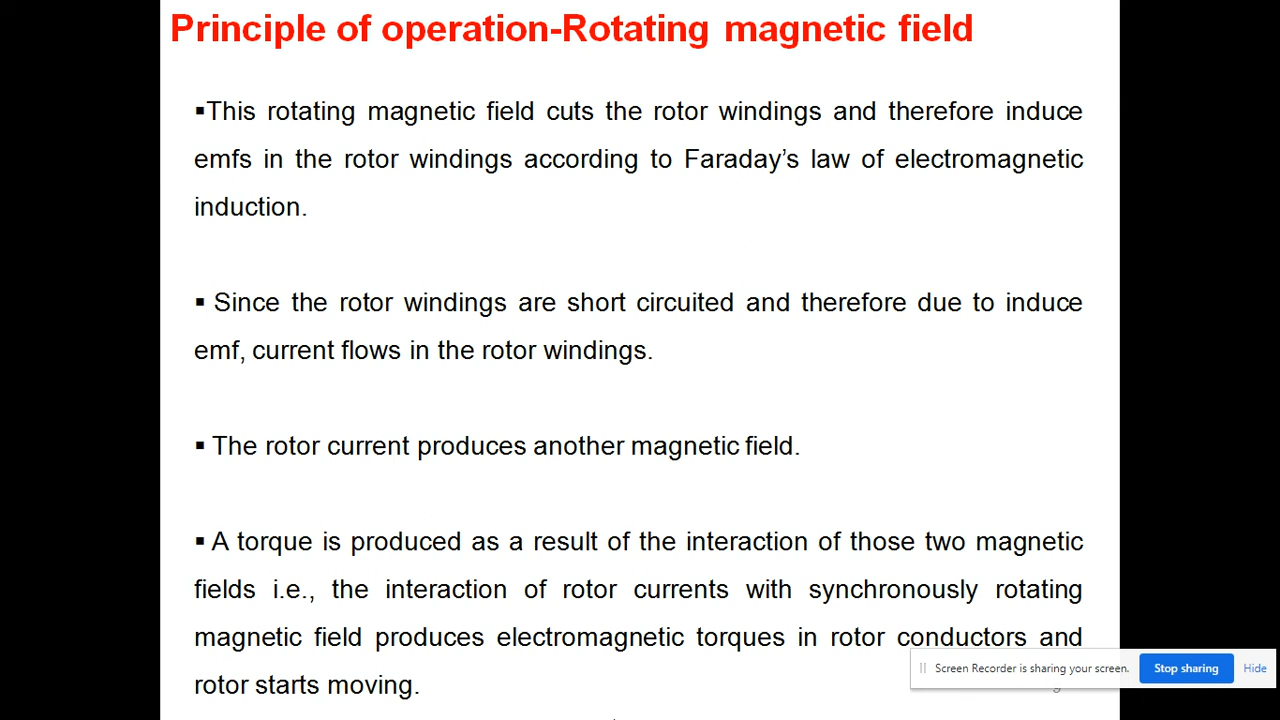 Principle of operation-Rotating magnetic field
▪This rotating magnetic field cuts the rotor windings and therefore induce
emfs in the rotor windings according to Faraday’s law of electromagnetic
induction.
▪ Since the rotor windings are short circuited and therefore due to induce
emf, current flows in the rotor windings.
▪ The rotor current produces another magnetic field.
▪ A torque is produced as a result of the interaction of those two magnetic
fields i.e., the interaction of rotor currents with synchronously rotating
magnetic field produces electromagnetic torques in rotor conductors and
rotor starts moving.
Screen Recorder is sharing your screen.
Stop sharing
Hide